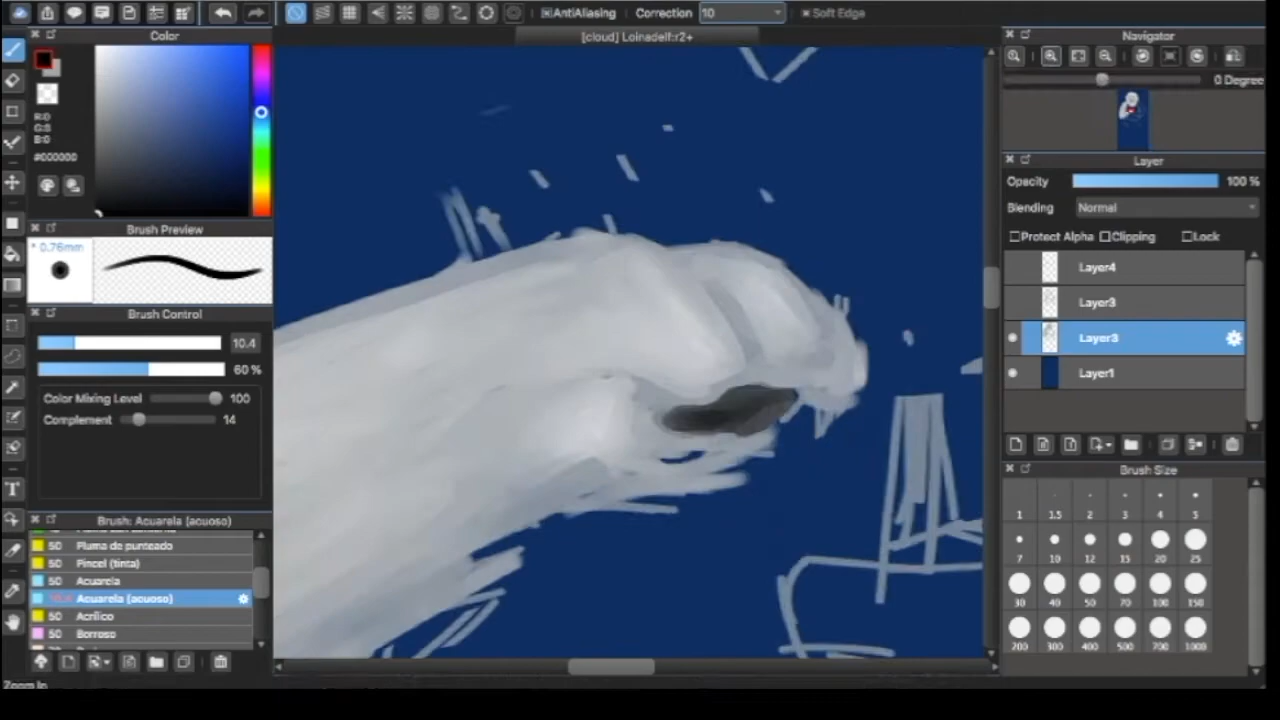 AntiAliasing Correction 10 Soft Edge
Color
[cloud] Loinadelf:r2+
Navigator
0 Degree
R:0
G:0
B:0
#000000
Brush Preview
* 0.76mm
Brush Control
10.4
60 %
Color Mixing Level 100
Complement 14
Brush: Acuarela (acuoso)
50 Pluma de punteado
50 Pincel (tinta)
50 Acuarela
Acuarela (acuoso)
50 Acrílico
50 Borroso
Zoom In
Layer
Opacity 100 %
Blending Normal
Protect Alpha Clipping Lock
Layer4
Layer3
Layer3
Layer1
Brush Size
1 1.5 2 3 4 5
7 10 12 15 20 25
30 40 50 70 100 150
200 300 400 500 700 1000
T